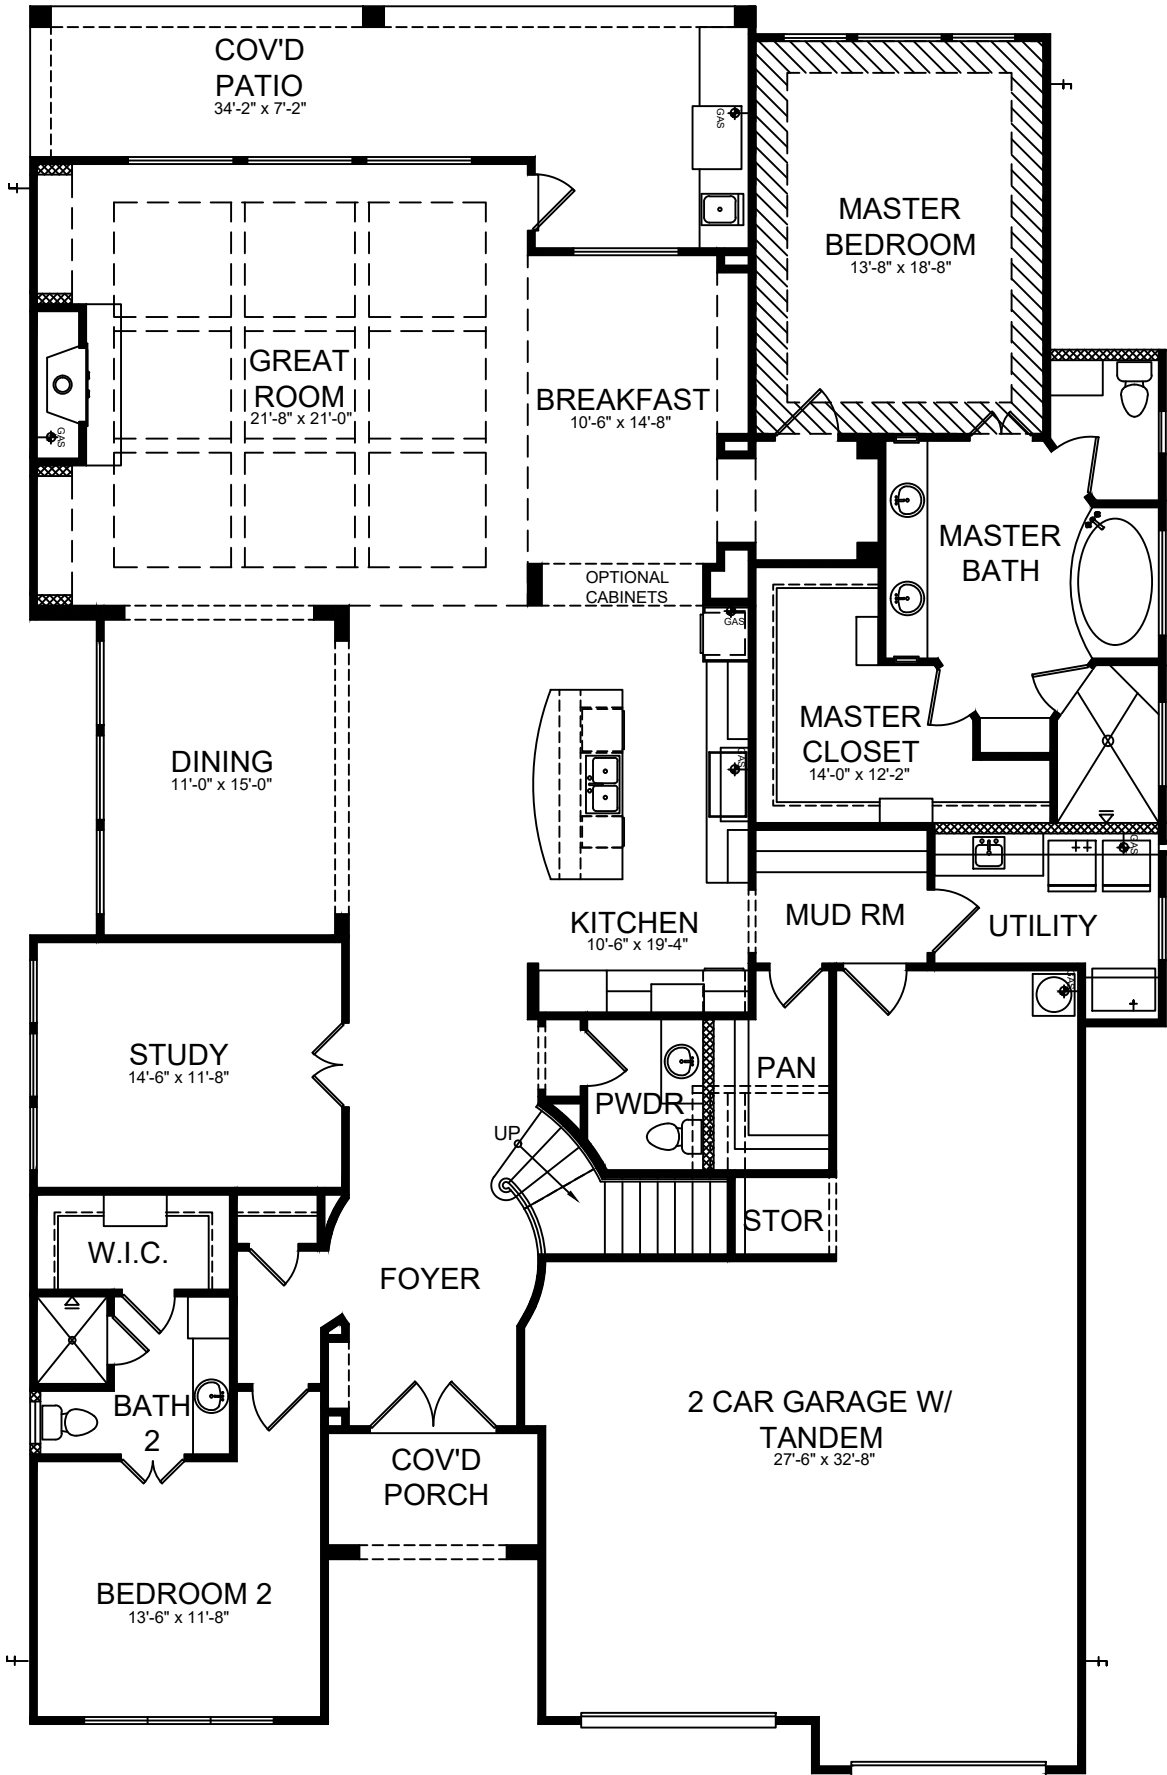 COV'D
PATIO
34'-2" x 7'-2"
GAS
MASTER
BEDROOM
13'-8" x 18'-8"
GREAT
ROOM
21'-8" x 21'-0"
GAS
BREAKFAST
10'-6" x 14'-8"
MASTER
BATH
OPTIONAL
CABINETS
GAS
DINING
11'-0" x 15'-0"
MASTER
CLOSET
14'-0" x 12'-2"
GAS
GAS
KITCHEN
10'-6" x 19'-4"
MUD RM
UTILITY
GAS
STUDY
14'-6" x 11'-8"
PAN
PWDR
UP
STOR
W.I.C.
FOYER
BATH
2
2 CAR GARAGE W/
TANDEM
27'-6" x 32'-8"
COV'D
PORCH
BEDROOM 2
13'-6" x 11'-8"